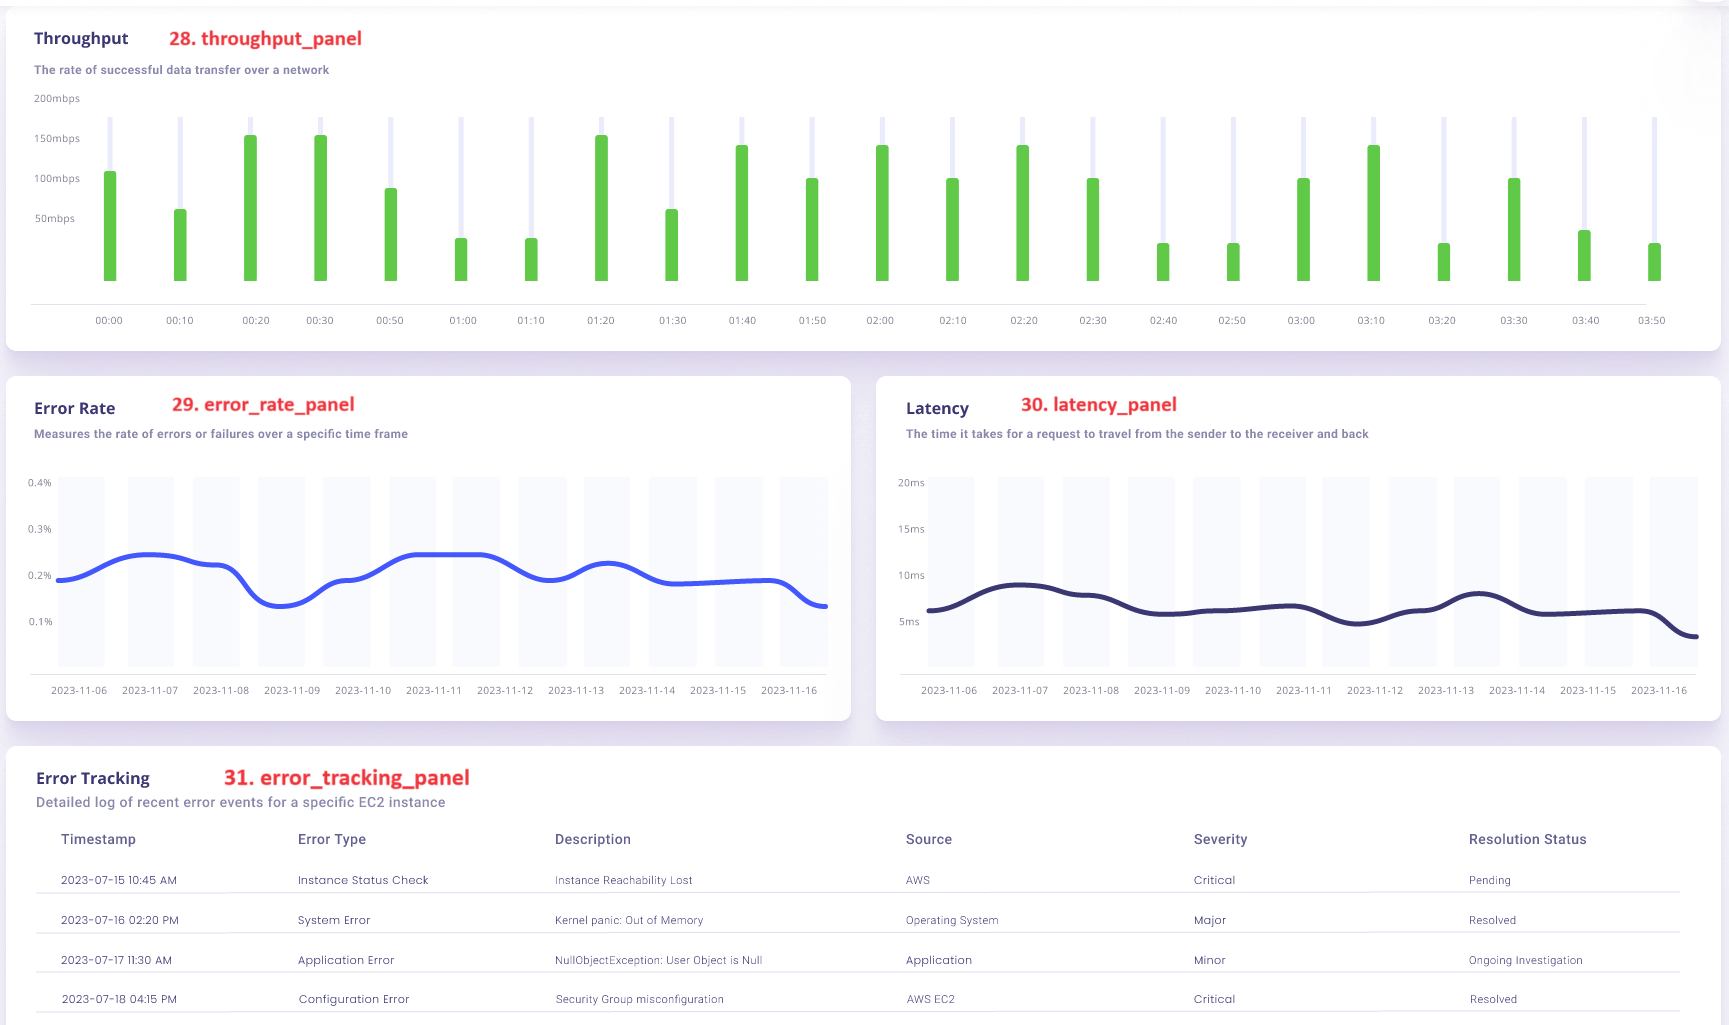 Throughput 28. throughput_panel
The rate of successful data transfer over a network
200mbps
150mbps
100mbps
50mbps
00:00 00:10 00:20 00:30 00:50 01:00 01:10 01:20 01:30 01:40 01:50 02:00 02:10 02:20 02:30 02:40 02:50 03:00 03:10 03:20 03:30 03:40 03:50
Error Rate 29. error_rate_panel
Measures the rate of errors or failures over a specific time frame
0.4%
0.3%
0.2%
0.1%
2023-11-06 2023-11-07 2023-11-08 2023-11-09 2023-11-10 2023-11-11 2023-11-12 2023-11-13 2023-11-14 2023-11-15 2023-11-16
Latency 30. latency_panel
The time it takes for a request to travel from the sender to the receiver and back
20ms
15ms
10ms
5ms
2023-11-06 2023-11-07 2023-11-08 2023-11-09 2023-11-10 2023-11-11 2023-11-12 2023-11-13 2023-11-14 2023-11-15 2023-11-16
Error Tracking 31. error_tracking_panel
Detailed log of recent error events for a specific EC2 instance
Timestamp Error Type Description Source Severity Resolution Status
2023-07-15 10:45 AM Instance Status Check Instance Reachability Lost AWS Critical Pending
2023-07-16 02:20 PM System Error Kernel panic: Out of Memory Operating System Major Resolved
2023-07-17 11:30 AM Application Error NullObjectException: User Object is Null Application Minor Ongoing Investigation
2023-07-18 04:15 PM Configuration Error Security Group misconfiguration AWS EC2 Critical Resolved